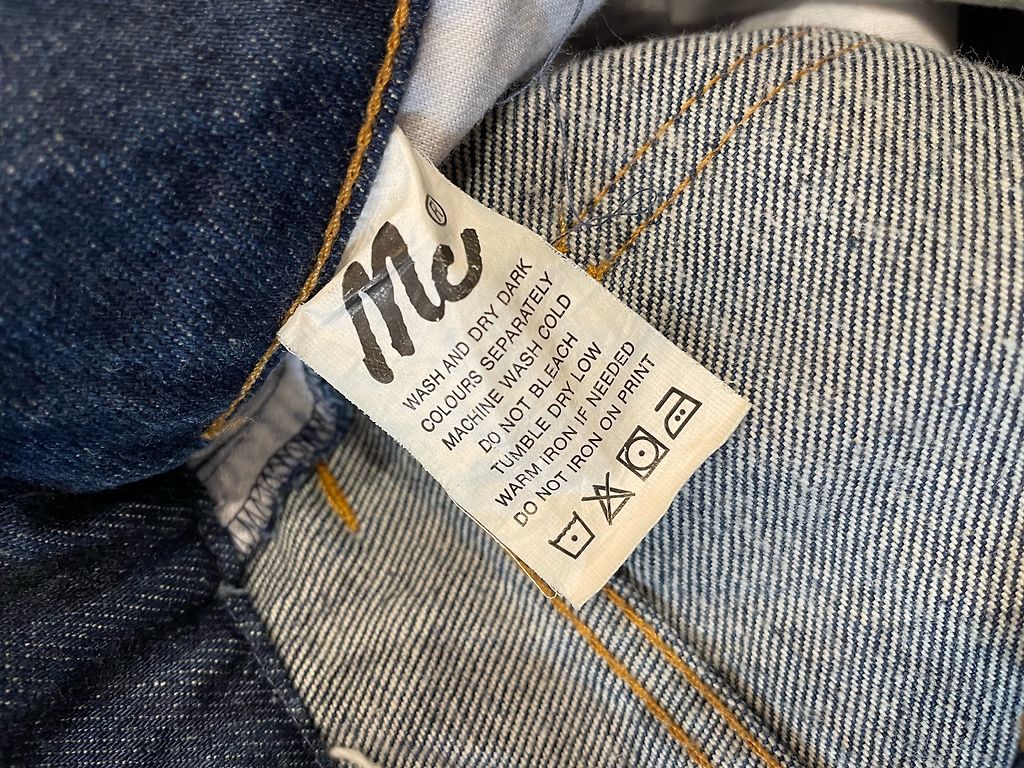 Mc ®
WASH AND DRY DARK
COLOURS SEPARATELY
MACHINE WASH COLD
DO NOT BLEACH
TUMBLE DRY LOW
WARM IRON IF NEEDED
DO NOT IRON ON PRINT